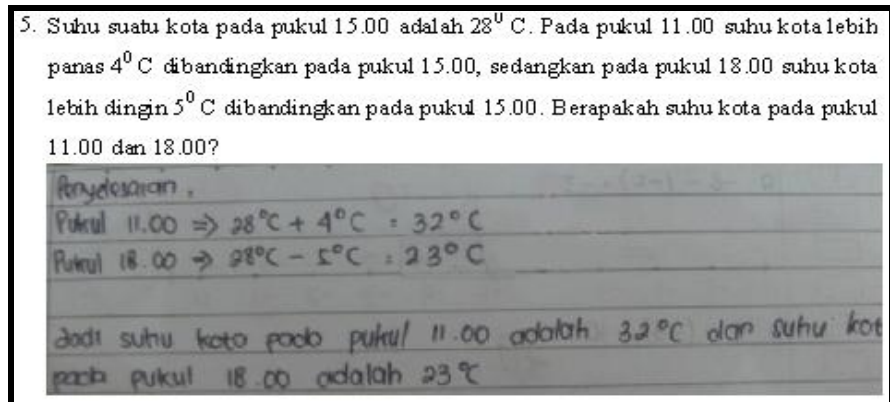 5. Suhu suatu kota pada pukul 15.00 adalah 28⁰ C. Pada pukul 11.00 suhu kota lebih
panas 4⁰ C dibandingkan pada pukul 15.00, sedangkan pada pukul 18.00 suhu kota
lebih dingin 5⁰ C dibandingkan pada pukul 15.00. Berapakah suhu kota pada pukul
11.00 dan 18.00?
Penyelesaian.
Pukul 11.00 ⇒ 28°C + 4°C = 32°C
Pukul 18.00 ⇒ 28°C - 5°C = 23°C
Jadi suhu kota pada pukul 11.00 adalah 32°C dan suhu kot
pada pukul 18.00 adalah 23°C